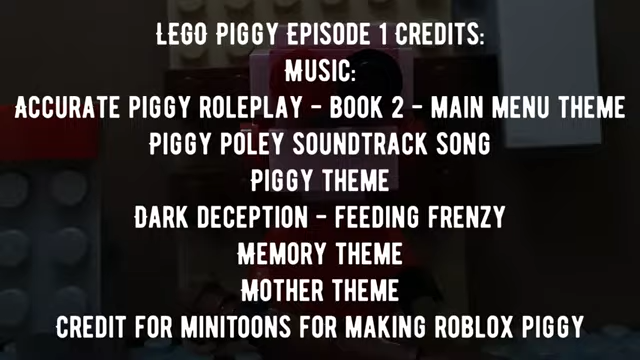 Lego Piggy Episode 1 Credits:
Music:
Accurate Piggy Roleplay - Book 2 - Main Menu Theme
Piggy Poley Soundtrack Song
Piggy Theme
Dark Deception - Feeding Frenzy
Memory Theme
Mother Theme
Credit for MiniToons for making Roblox Piggy